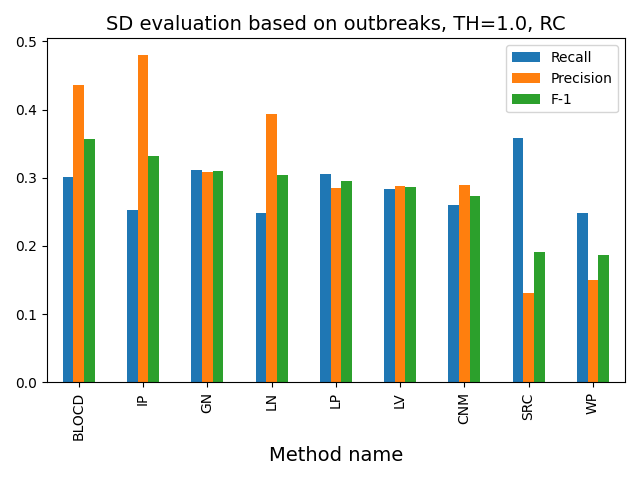 SD evaluation based on outbreaks, TH=1.0, RC
0.5
0.4
0.3
0.2
0.1
0.0
Recall
Precision
F-1
BLOCD
IP
GN
LN
LP
LV
CNM
SRC
WP
Method name